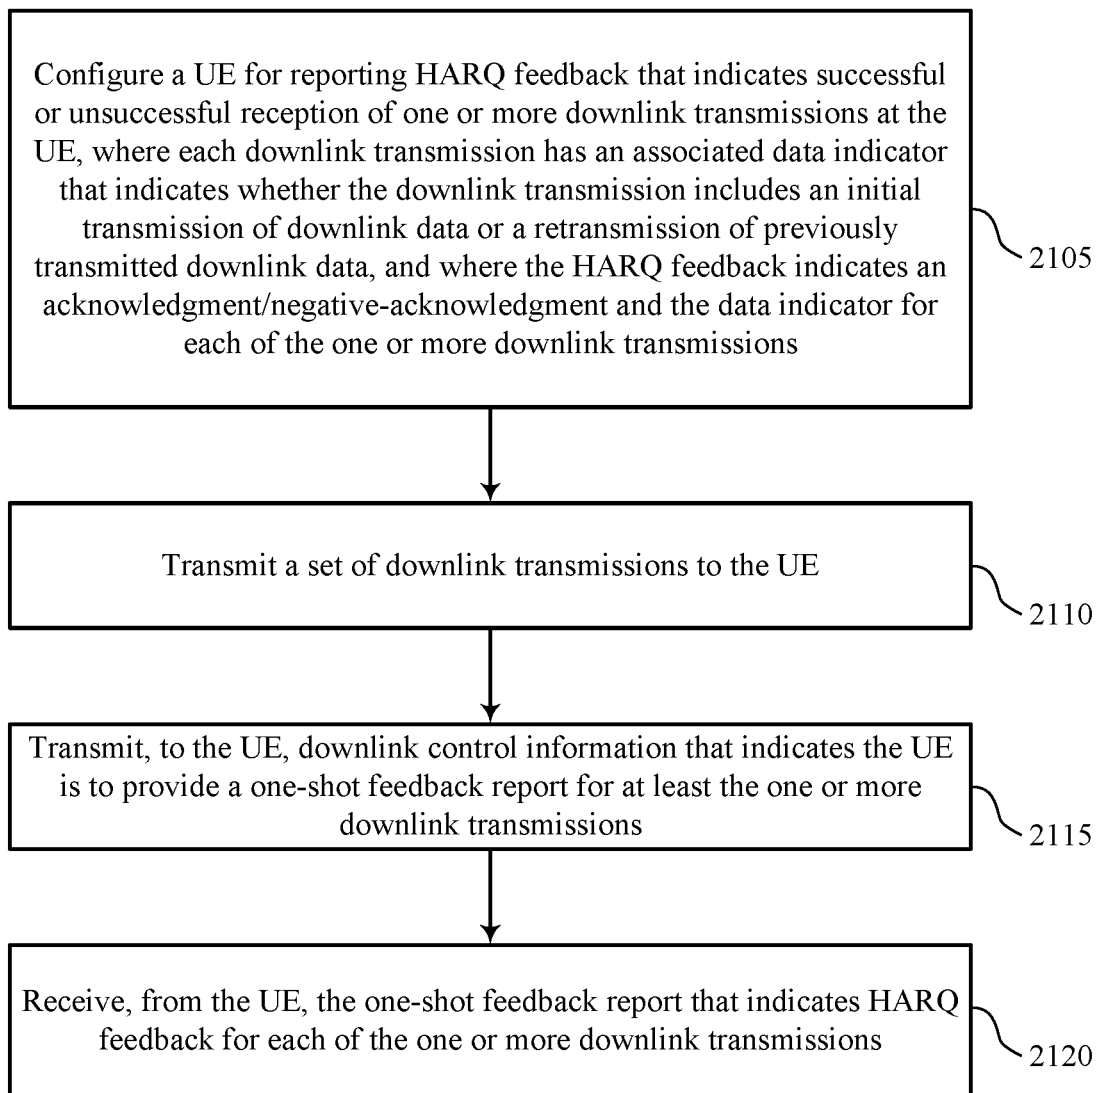 Configure a UE for reporting HARQ feedback that indicates successful
or unsuccessful reception of one or more downlink transmissions at the
UE, where each downlink transmission has an associated data indicator
that indicates whether the downlink transmission includes an initial
transmission of downlink data or a retransmission of previously
transmitted downlink data, and where the HARQ feedback indicates an
acknowledgment/negative-acknowledgment and the data indicator for
each of the one or more downlink transmissions
2105
Transmit a set of downlink transmissions to the UE
2110
Transmit, to the UE, downlink control information that indicates the UE
is to provide a one-shot feedback report for at least the one or more
downlink transmissions
2115
Receive, from the UE, the one-shot feedback report that indicates HARQ
feedback for each of the one or more downlink transmissions
2120